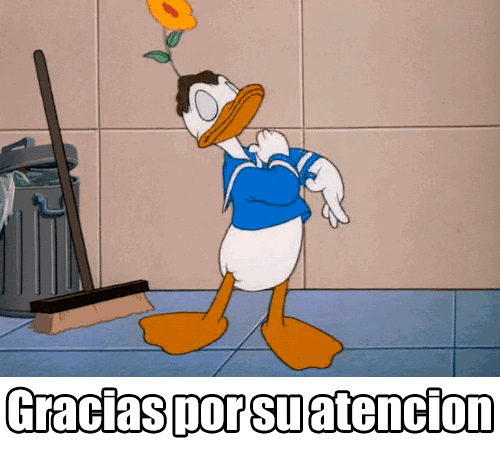 Gracias por su atencion